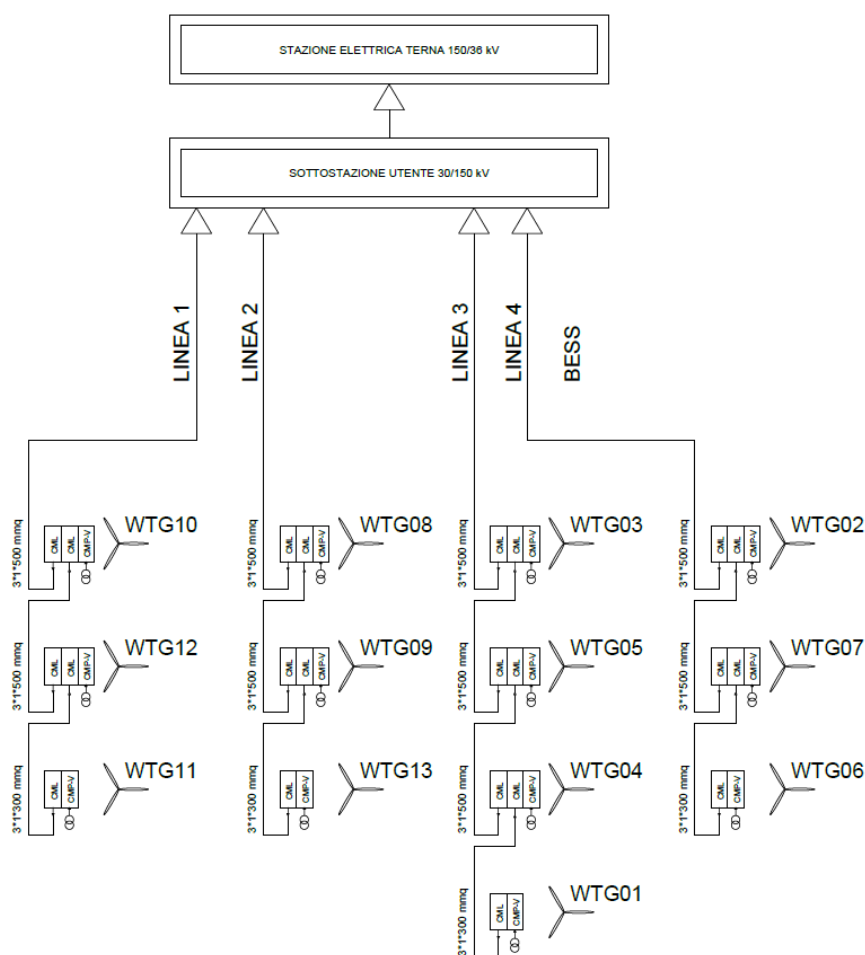 STAZIONE ELETTRICA TERNA 150/36 kV
SOTTOSTAZIONE UTENTE 30/150 kV
LINEA 1
LINEA 2
LINEA 3
LINEA 4
BESS
3*1*500 mmq
CML
CML
CMP-V
WTG10
3*1*500 mmq
CML
CML
CMP-V
WTG08
3*1*500 mmq
CML
CML
CMP-V
WTG03
3*1*500 mmq
CML
CML
CMP-V
WTG02
3*1*500 mmq
CML
CML
CMP-V
WTG12
3*1*500 mmq
CML
CML
CMP-V
WTG09
3*1*500 mmq
CML
CML
CMP-V
WTG05
3*1*500 mmq
CML
CML
CMP-V
WTG07
3*1*300 mmq
CML
CMP-V
WTG11
3*1*300 mmq
CML
CMP-V
WTG13
3*1*500 mmq
CML
CML
CMP-V
WTG04
3*1*300 mmq
CML
CMP-V
WTG06
3*1*300 mmq
CML
CMP-V
WTG01